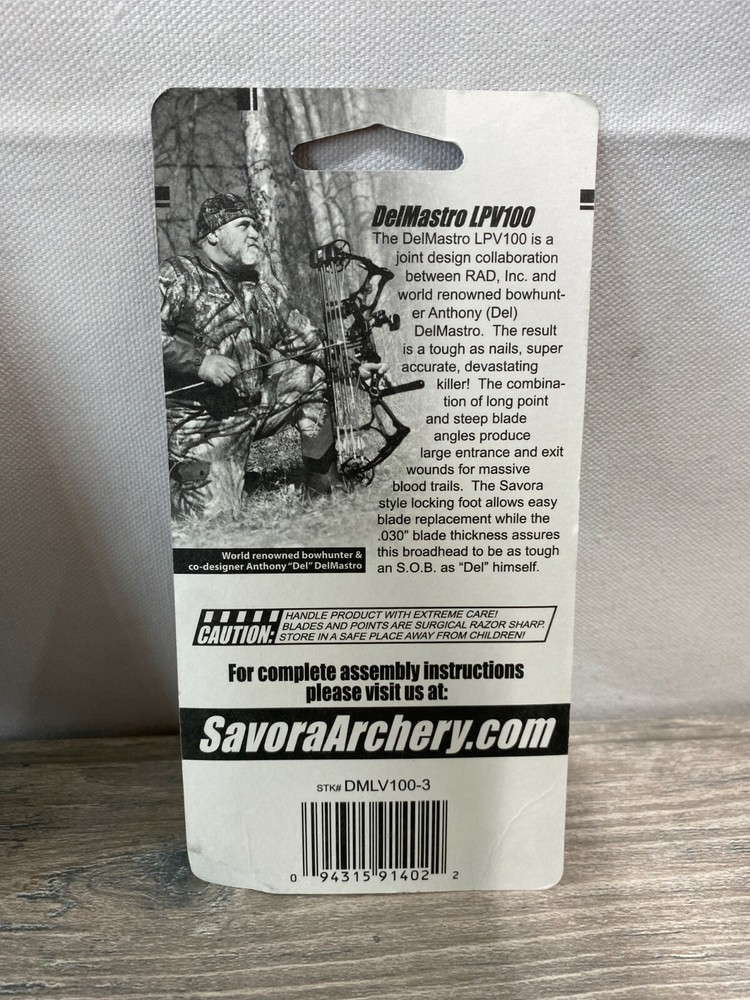 DelMastro LPV100
The DelMastro LPV100 is a
joint design collaboration
between RAD, Inc. and
world renowned bowhunt-
er Anthony (Del)
DelMastro. The result
is a tough as nails, super
accurate, devastating
killer! The combina-
tion of long point
and steep blade
angles produce
large entrance and exit
wounds for massive
blood trails. The Savora
style locking foot allows easy
blade replacement while the
.030" blade thickness assures
this broadhead to be as tough
an S.O.B. as "Del" himself.
World renowned bowhunter &
co-designer Anthony "Del" DelMastro
CAUTION:
HANDLE PRODUCT WITH EXTREME CARE!
BLADES AND POINTS ARE SURGICAL RAZOR SHARP.
STORE IN A SAFE PLACE AWAY FROM CHILDREN!
For complete assembly instructions
please visit us at:
SavoraArchery.com
STK# DMLV100-3
0 94315 91402 2